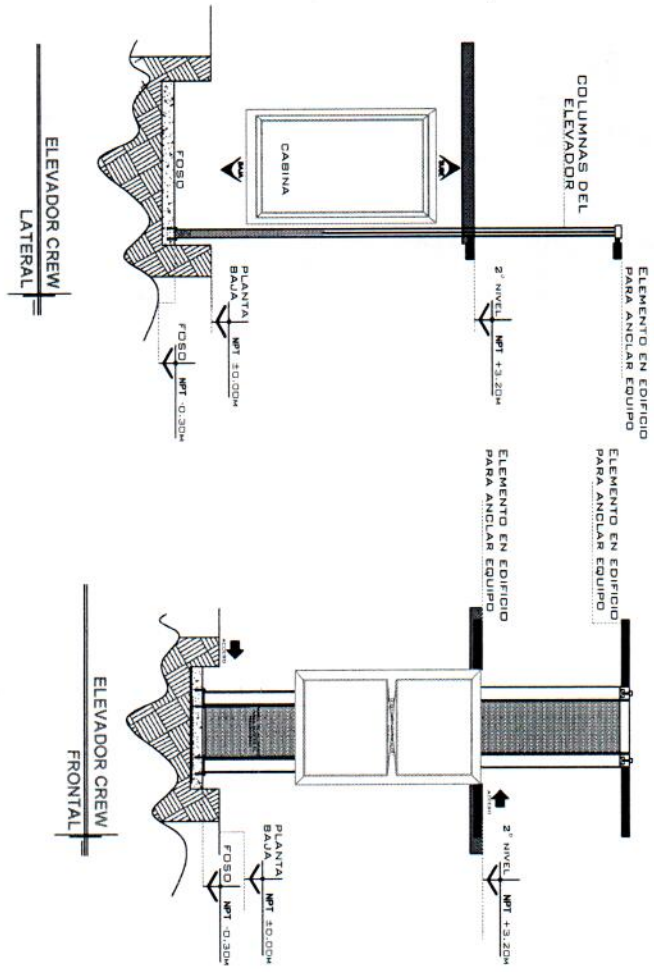 COLUMNAS DEL
ELEVADOR
ELEMENTO EN EDIFICIO
PARA ANCLAR EQUIPO
CABINA
2° NIVEL NPT +3.20M
PLANTA
BAJA NPT ±0.00M
FOSO
FOSO NPT -0.30M
ELEVADOR CREW
LATERAL
ELEMENTO EN EDIFICIO
PARA ANCLAR EQUIPO
ELEMENTO EN EDIFICIO
PARA ANCLAR EQUIPO
ACCESO
2° NIVEL NPT +3.20M
ACCESO
PLANTA
BAJA NPT ±0.00M
FOSO NPT -0.30M
ELEVADOR CREW
FRONTAL